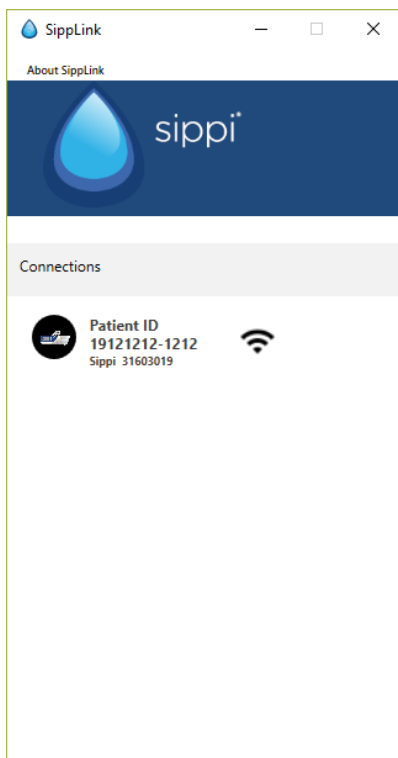 SippLink
About SippLink
sippi®
Connections
Patient ID
19121212-1212
Sippi 31603019